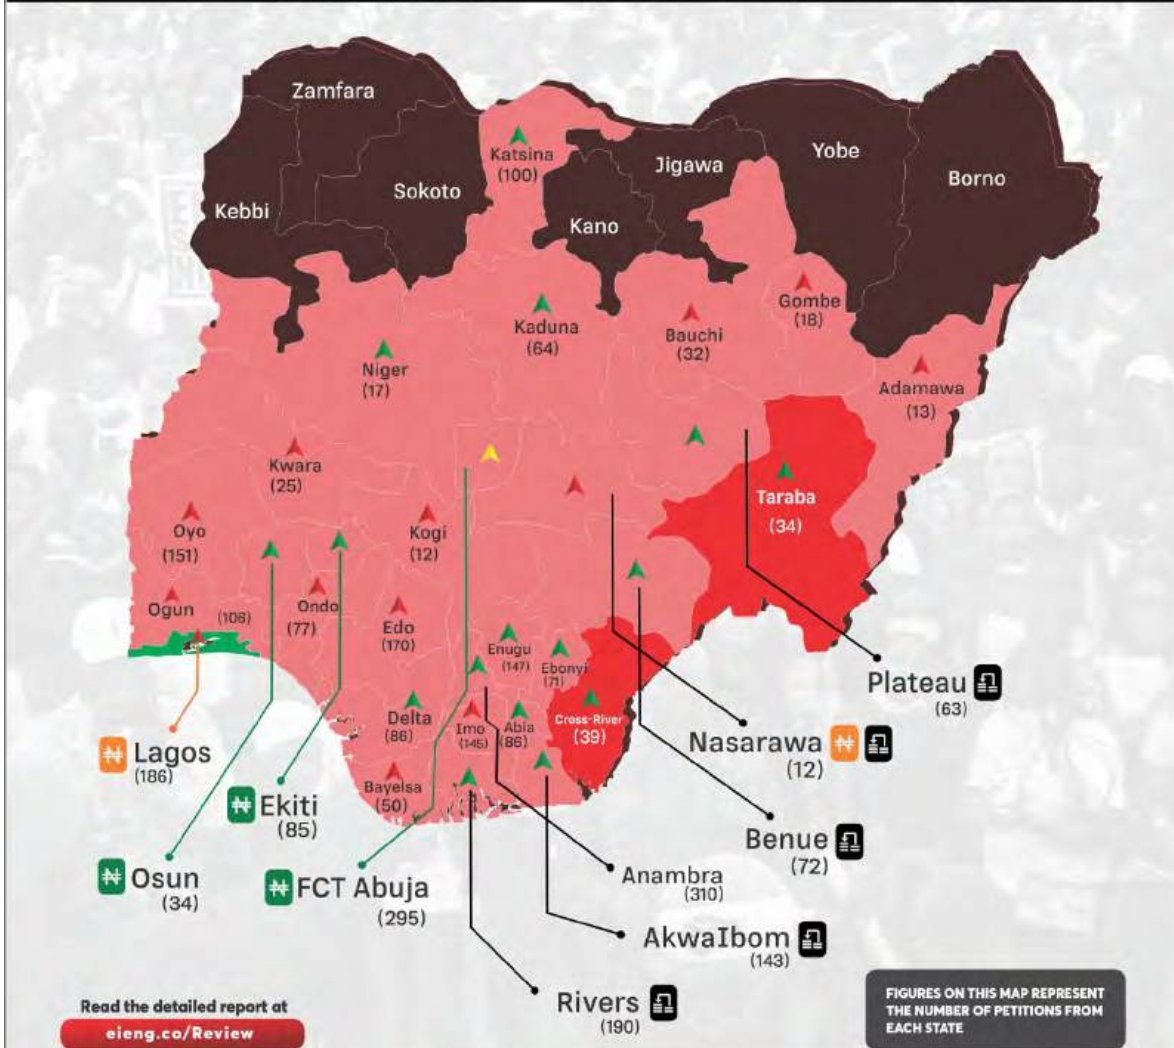 Zamfara
Katsina
(100)
Yobe
Jigawa
Borno
Sokoto
Kebbi
Kano
Gombe
(18)
Kaduna
(64)
Bauchi
(32)
Niger
(17)
Adamawa
(13)
Kwara
(25)
Taraba
(34)
Oyo
(151)
Kogi
(12)
Ogun
(106)
Ondo
(77)
Edo
(170)
Enugu
(147)
Ebonyi
(71)
Plateau
(63)
Delta
(86)
Imo
(145)
Abia
(86)
Cross-River
(39)
Lagos
(186)
Nasarawa
(12)
Bayelsa
(50)
Ekiti
(85)
Benue
(72)
Osun
(34)
FCT Abuja
(295)
Anambra
(310)
AkwaIbom
(143)
Rivers
(190)
Read the detailed report at
eieng.co/Review
FIGURES ON THIS MAP REPRESENT
THE NUMBER OF PETITIONS FROM
EACH STATE